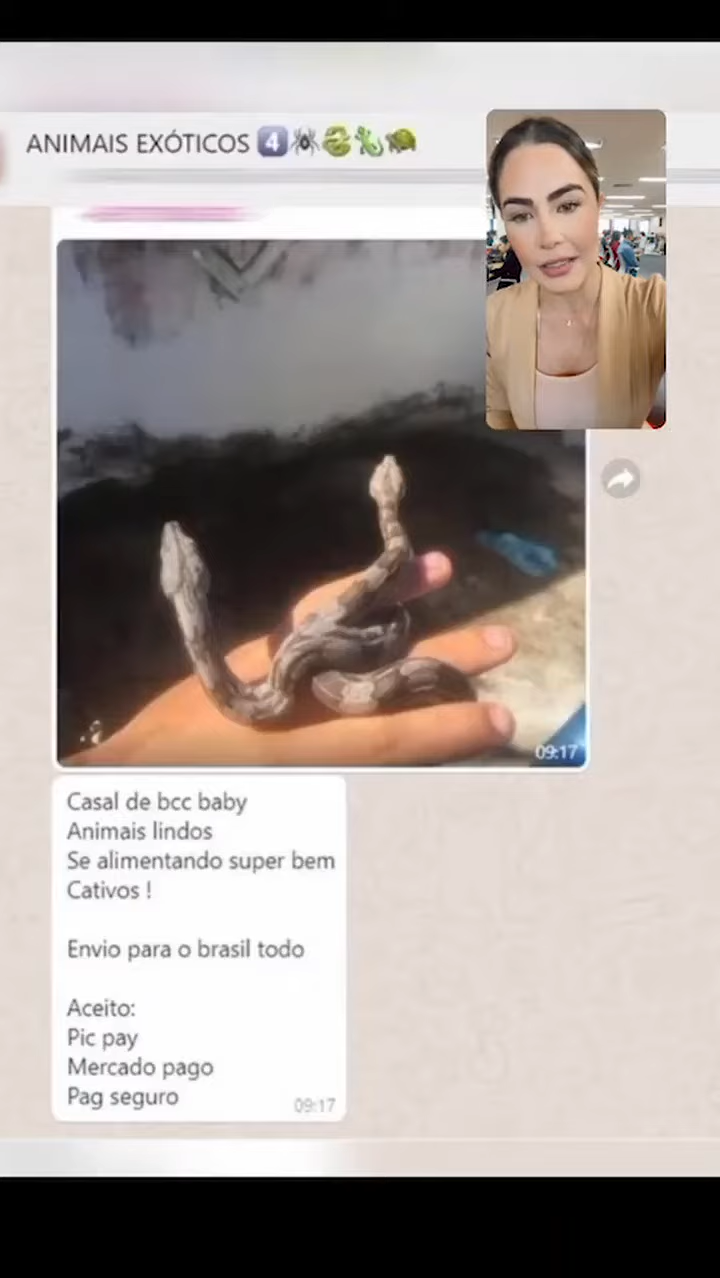 ANIMAIS EXÓTICOS 4️⃣🕷🐍🦎🐢
09:17
Casal de bcc baby
Animais lindos
Se alimentando super bem
Cativos !
Envio para o brasil todo
Aceito:
Pic pay
Mercado pago
Pag seguro
09:17